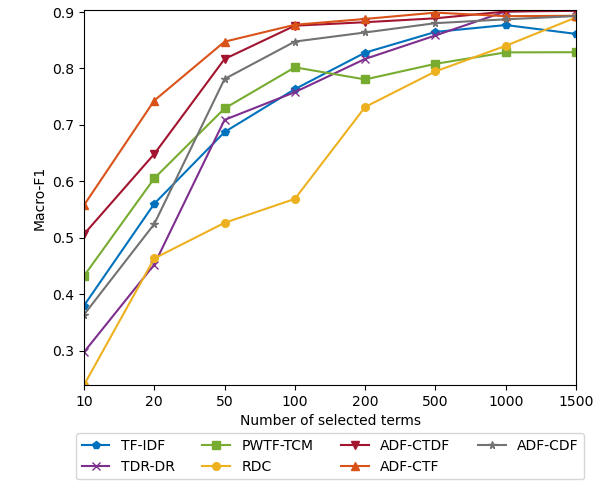 0.9
0.8
0.7
0.6
0.5
0.4
0.3
Macro-F1
10 20 50 100 200 500 1000 1500
Number of selected terms
TF-IDF PWTF-TCM ADF-CTDF ADF-CDF
TDR-DR RDC ADF-CTF